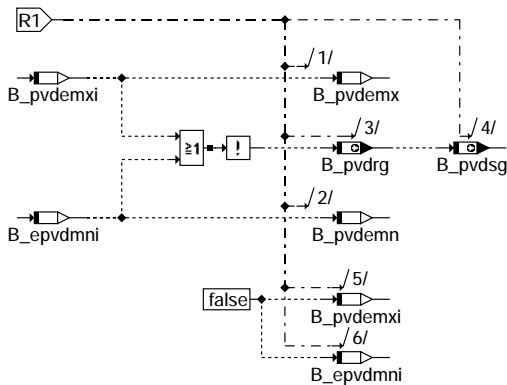 R1
1/
B_pvdemxi
B_pvdemx
3/
4/
≥1
!
B_pvdrg
B_pvdsg
2/
B_epvdmni
B_pvdemn
5/
false
B_pvdemxi
6/
B_epvdmni